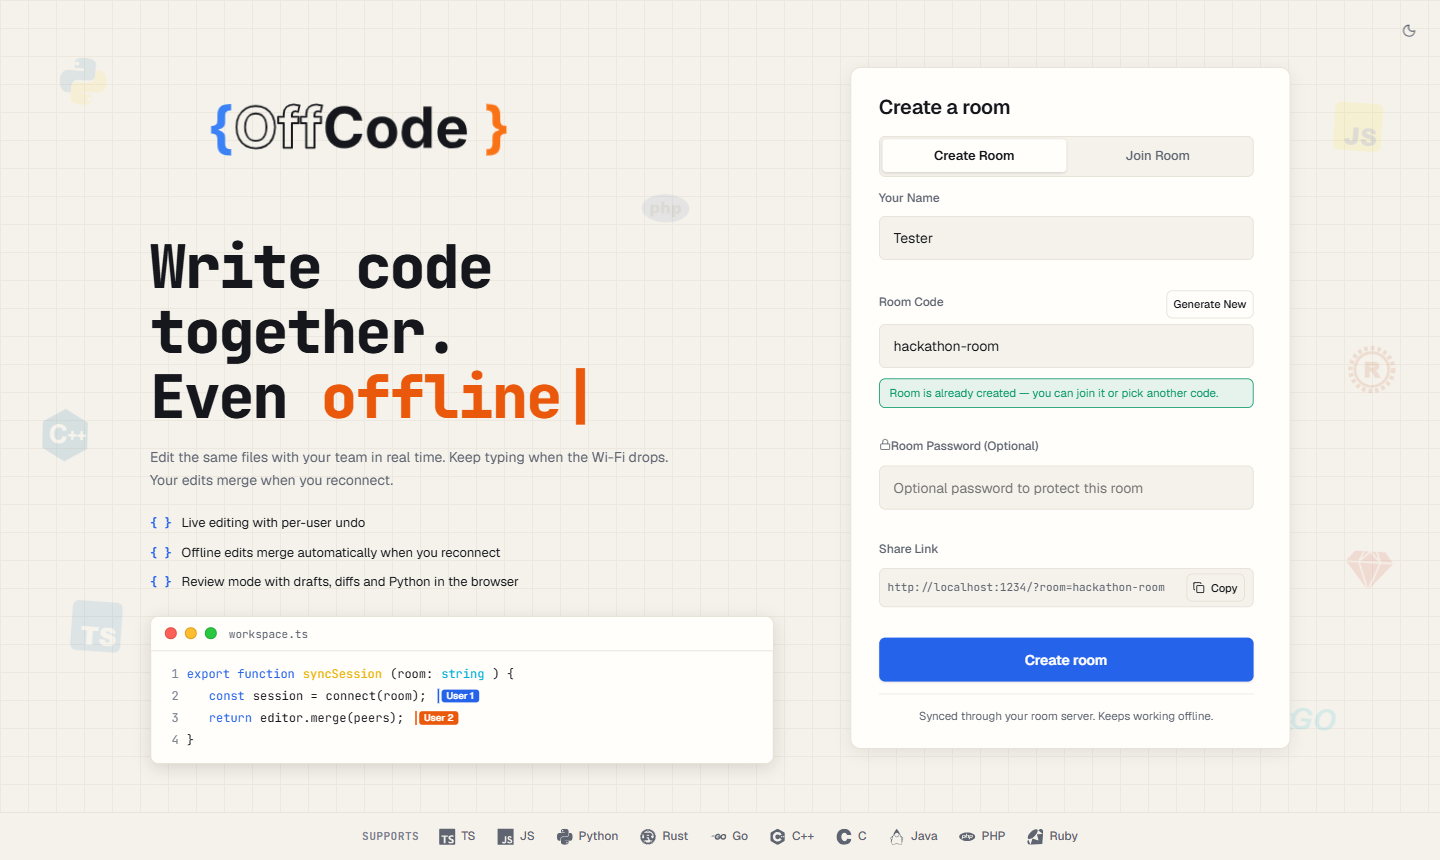 {OffCode }
Write code
together.
Even offline|
Edit the same files with your team in real time. Keep typing when the Wi-Fi drops.
Your edits merge when you reconnect.
{ } Live editing with per-user undo
{ } Offline edits merge automatically when you reconnect
{ } Review mode with drafts, diffs and Python in the browser
workspace.ts
1 export function syncSession (room: string ) {
2 const session = connect(room); User 1
3 return editor.merge(peers); User 2
4 }
Create a room
Create Room Join Room
Your Name
Tester
Room Code Generate New
hackathon-room
Room is already created — you can join it or pick another code.
Room Password (Optional)
Optional password to protect this room
Share Link
http://localhost:1234/?room=hackathon-room Copy
Create room
Synced through your room server. Keeps working offline.
php
JS
R
C++
TS
GO
SUPPORTS TS TS JS JS Python Rust GO Go C C++ C C Java php PHP Ruby